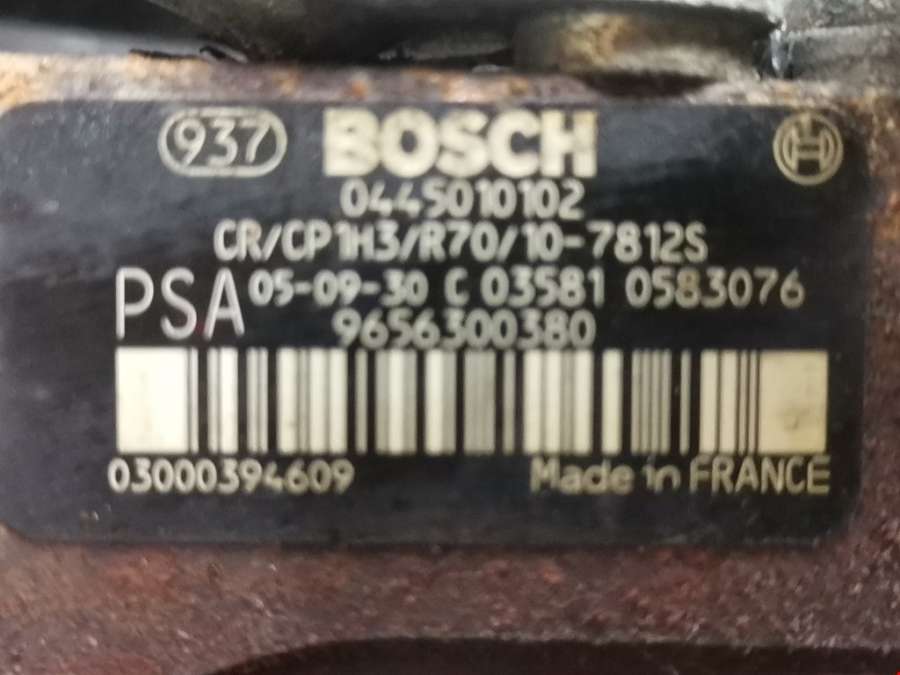 937 BOSCH
0445010102
CR/CP1H3/R70/10-7812S
PSA 05-09-30 C 03581 0583076
9656300380
03000394609 Made in FRANCE